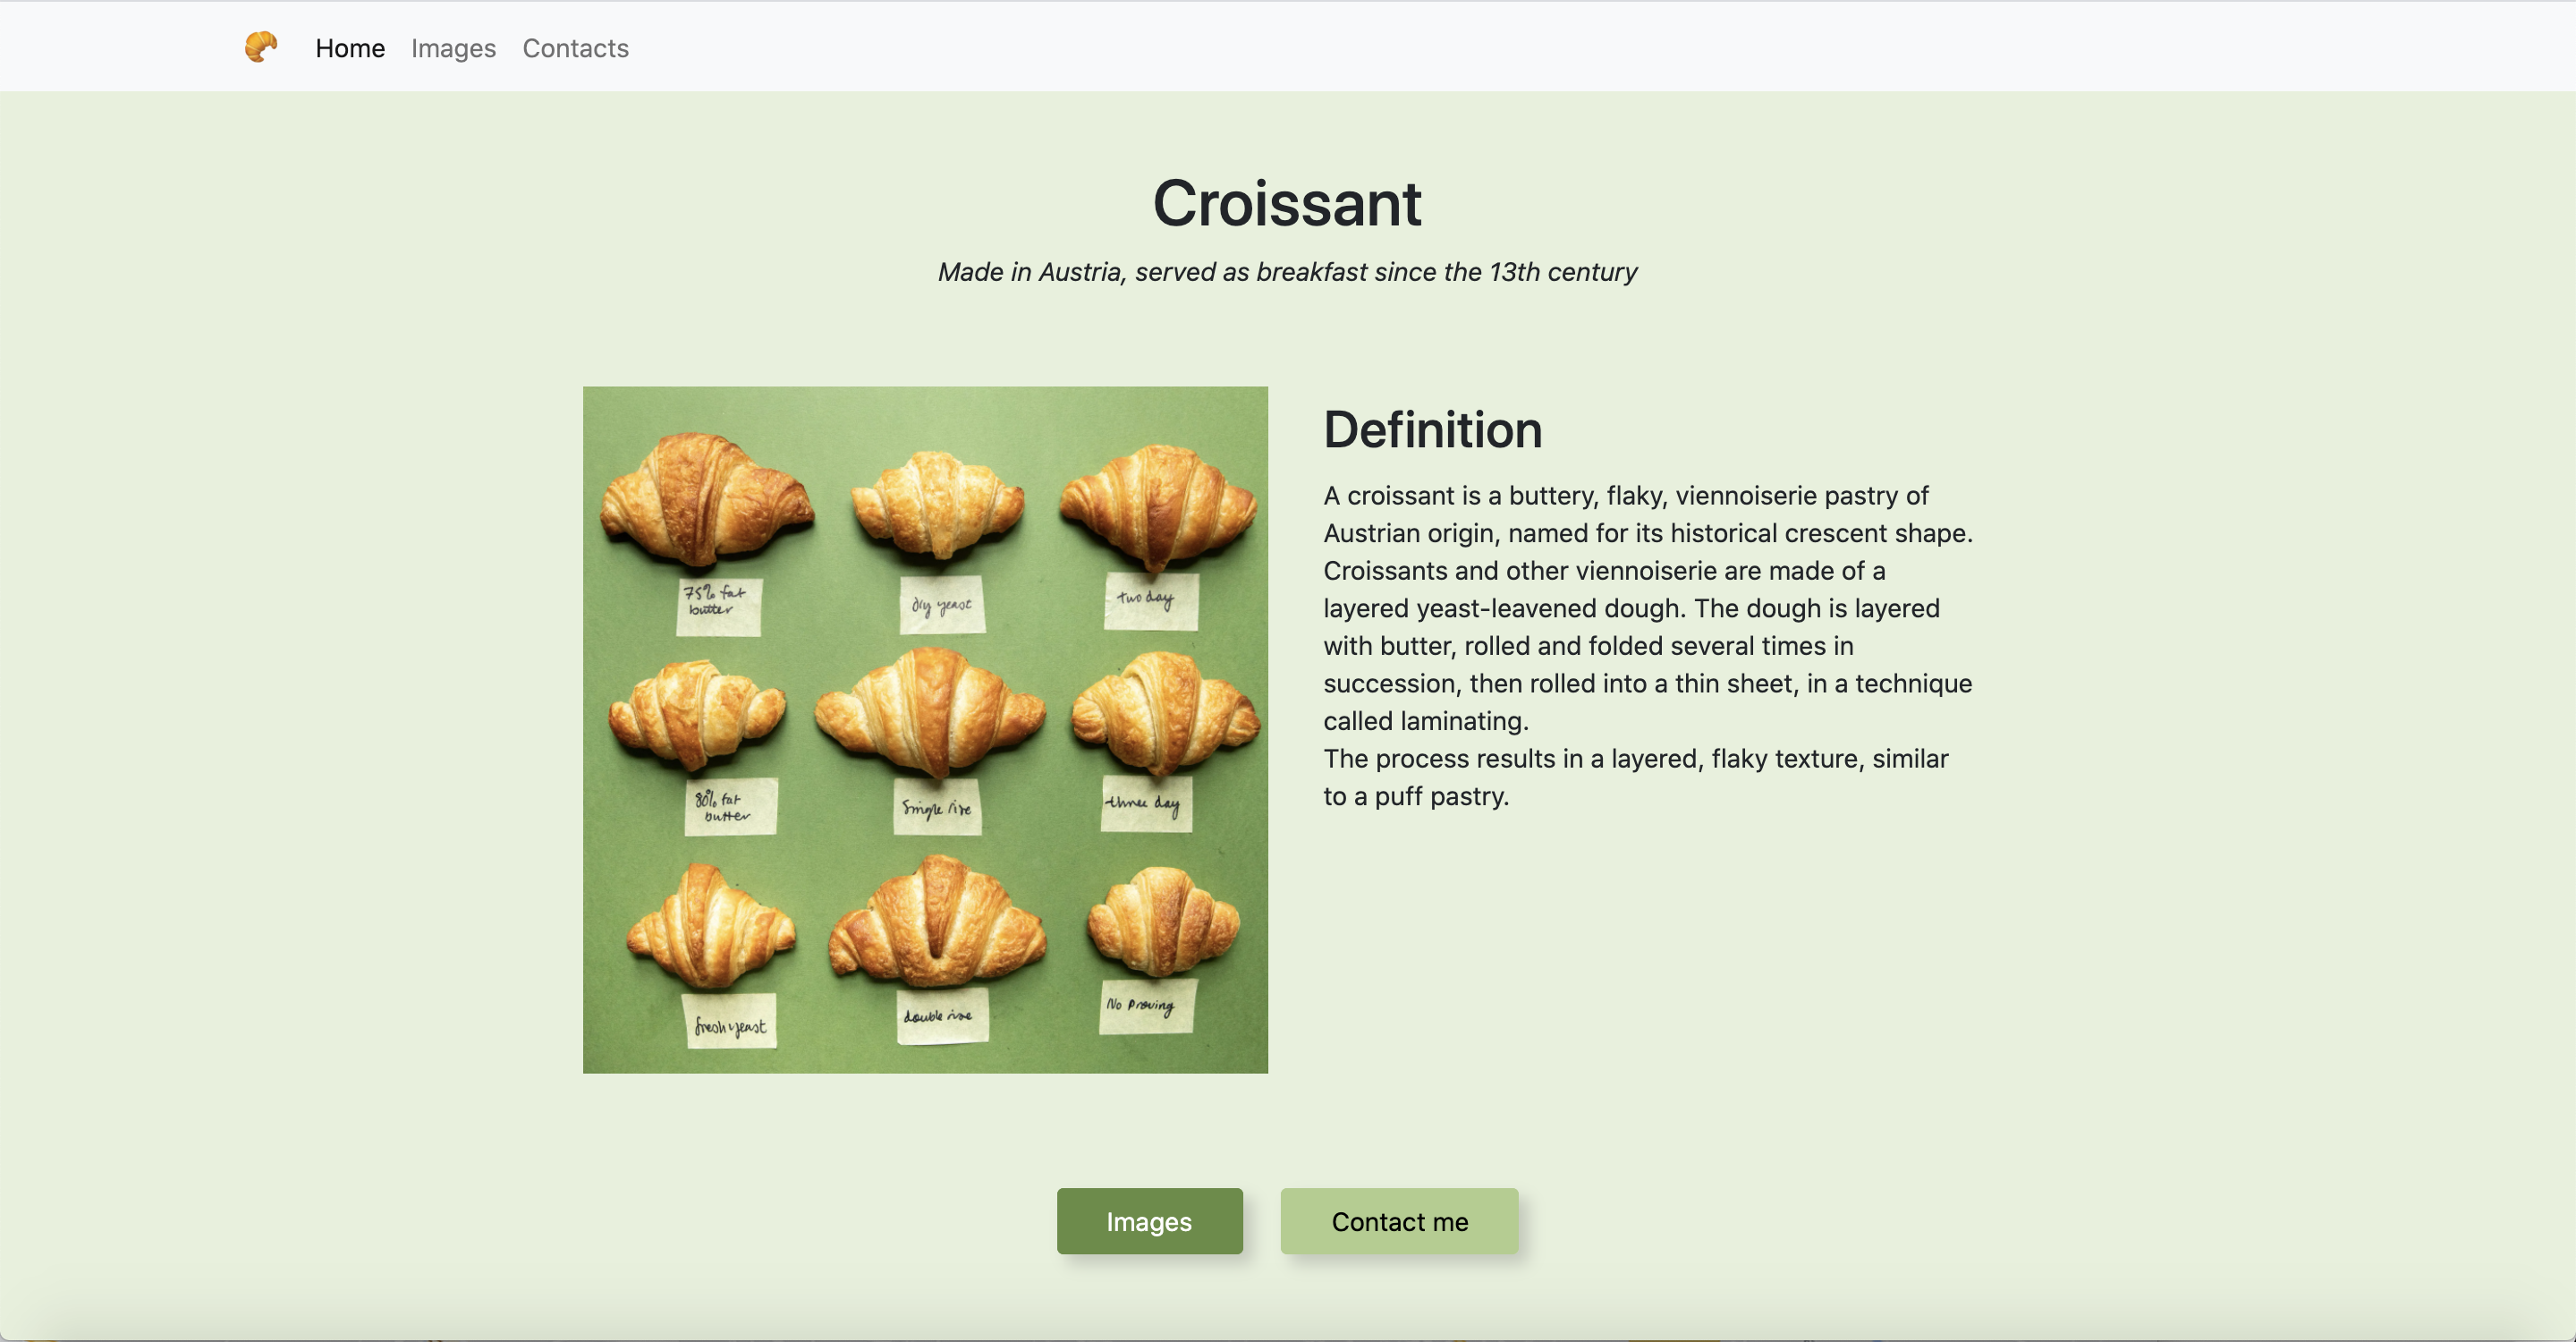 Home Images Contacts
Croissant
Made in Austria, served as breakfast since the 13th century
75% fat
butter
dry yeast
two day
80% fat
butter
Single rise
three day
fresh yeast
double rise
No Proving
Definition
A croissant is a buttery, flaky, viennoiserie pastry of
Austrian origin, named for its historical crescent shape.
Croissants and other viennoiserie are made of a
layered yeast-leavened dough. The dough is layered
with butter, rolled and folded several times in
succession, then rolled into a thin sheet, in a technique
called laminating.
The process results in a layered, flaky texture, similar
to a puff pastry.
Images
Contact me